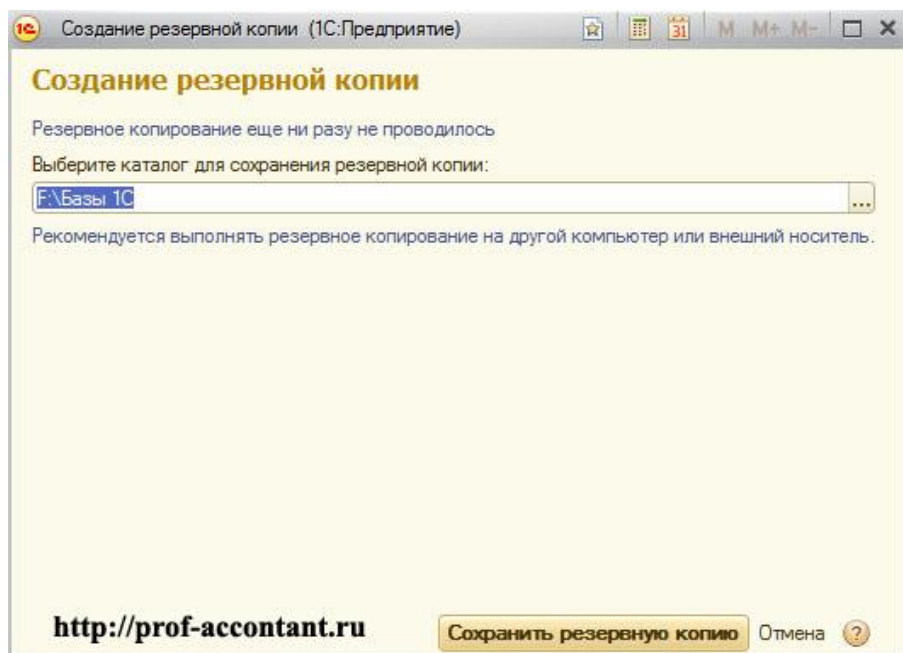 1С Создание резервной копии (1С:Предприятие) 31 M M+ M-
Создание резервной копии
Резервное копирование еще ни разу не проводилось
Выберите каталог для сохранения резервной копии:
F:\Базы 1С ...
Рекомендуется выполнять резервное копирование на другой компьютер или внешний носитель.
http://prof-accontant.ru Сохранить резервную копию Отмена ?